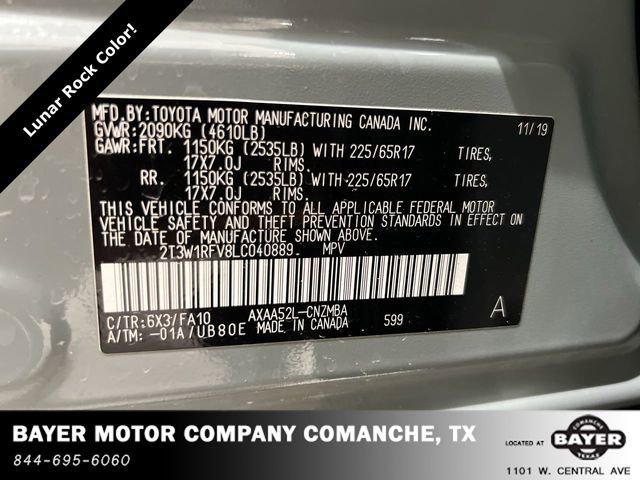 Lunar Rock Color!
MFD.BY:TOYOTA MOTOR MANUFACTURING CANADA INC.
GVWR:2090KG (4610LB) 11/19
GAWR:FRT. 1150KG (2535LB) WITH 225/65R17 TIRES,
17X7.0J RIMS.
RR. 1150KG (2535LB) WITH 225/65R17 TIRES,
17X7.0J RIMS.
THIS VEHICLE CONFORMS TO ALL APPLICABLE FEDERAL MOTOR
VEHICLE SAFETY AND THEFT PREVENTION STANDARDS IN EFFECT ON
THE DATE OF MANUFACTURE SHOWN ABOVE.
2T3W1RFV8LC040889 MPV
C/TR:6X3/FA10 AXAA52L-CNZMBA A
A/TM: -01A/UB80E MADE IN CANADA 599
BAYER MOTOR COMPANY COMANCHE, TX
844-695-6060
LOCATED AT
COMANCHE
BAYER
TEXAS
1101 W. CENTRAL AVE